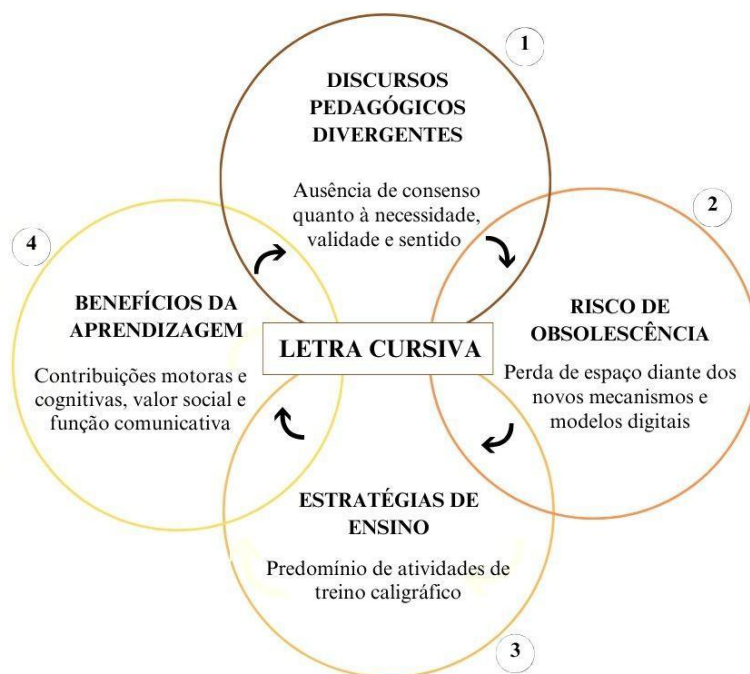 1
DISCURSOS
PEDAGÓGICOS
DIVERGENTES
Ausência de consenso
quanto à necessidade,
validade e sentido
2
RISCO DE
OBSOLESCÊNCIA
Perda de espaço diante dos
novos mecanismos e
modelos digitais
LETRA CURSIVA
3
ESTRATÉGIAS DE
ENSINO
Predomínio de atividades de
treino caligráfico
4
BENEFÍCIOS DA
APRENDIZAGEM
Contribuições motoras e
cognitivas, valor social e
função comunicativa